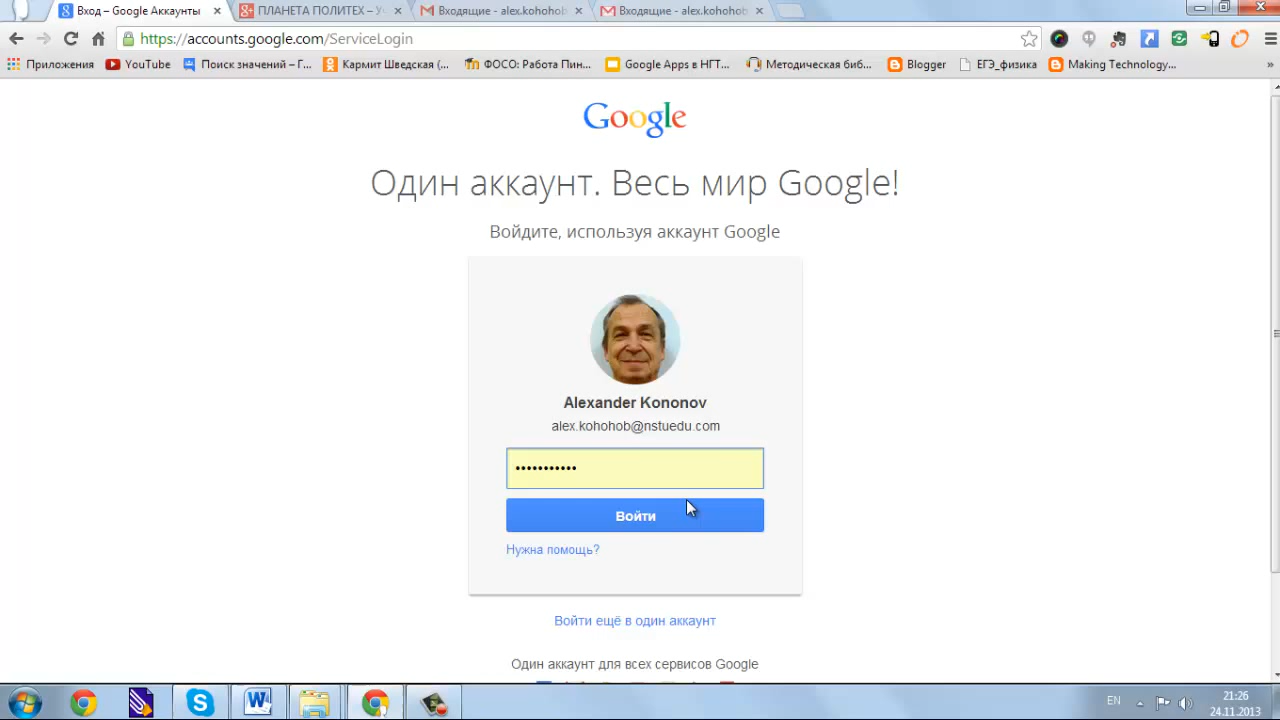 Вход – Google Аккаунты
ПЛАНЕТА ПОЛИТЕХ – У
Входящие - alex.kohohob
Входящие - alex.kohohob
https://accounts.google.com/ServiceLogin
Приложения
YouTube
Поиск значений – Г...
Кармит Шведская (...
ФОСО: Работа Пин...
Google Apps в НГТ...
Методическая биб...
Blogger
ЕГЭ_физика
Making Technology...
»
Google
Один аккаунт. Весь мир Google!
Войдите, используя аккаунт Google
Alexander Kononov
alex.kohohob@nstuedu.com
•••••••••••
Войти
Нужна помощь?
Войти ещё в один аккаунт
Один аккаунт для всех сервисов Google
EN
21:26
24.11.2013